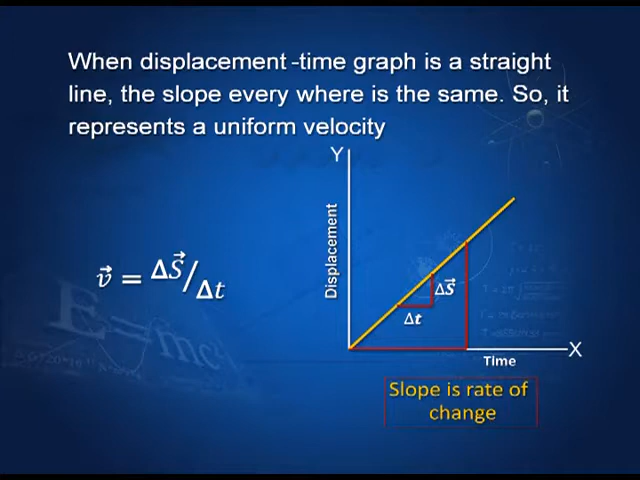 When displacement -time graph is a straight
line, the slope every where is the same. So, it
represents a uniform velocity
Y
Displacement
v⃗ = ΔS⃗/Δt
ΔS⃗
Δt
X
Time
Slope is rate of
change
E=mc²